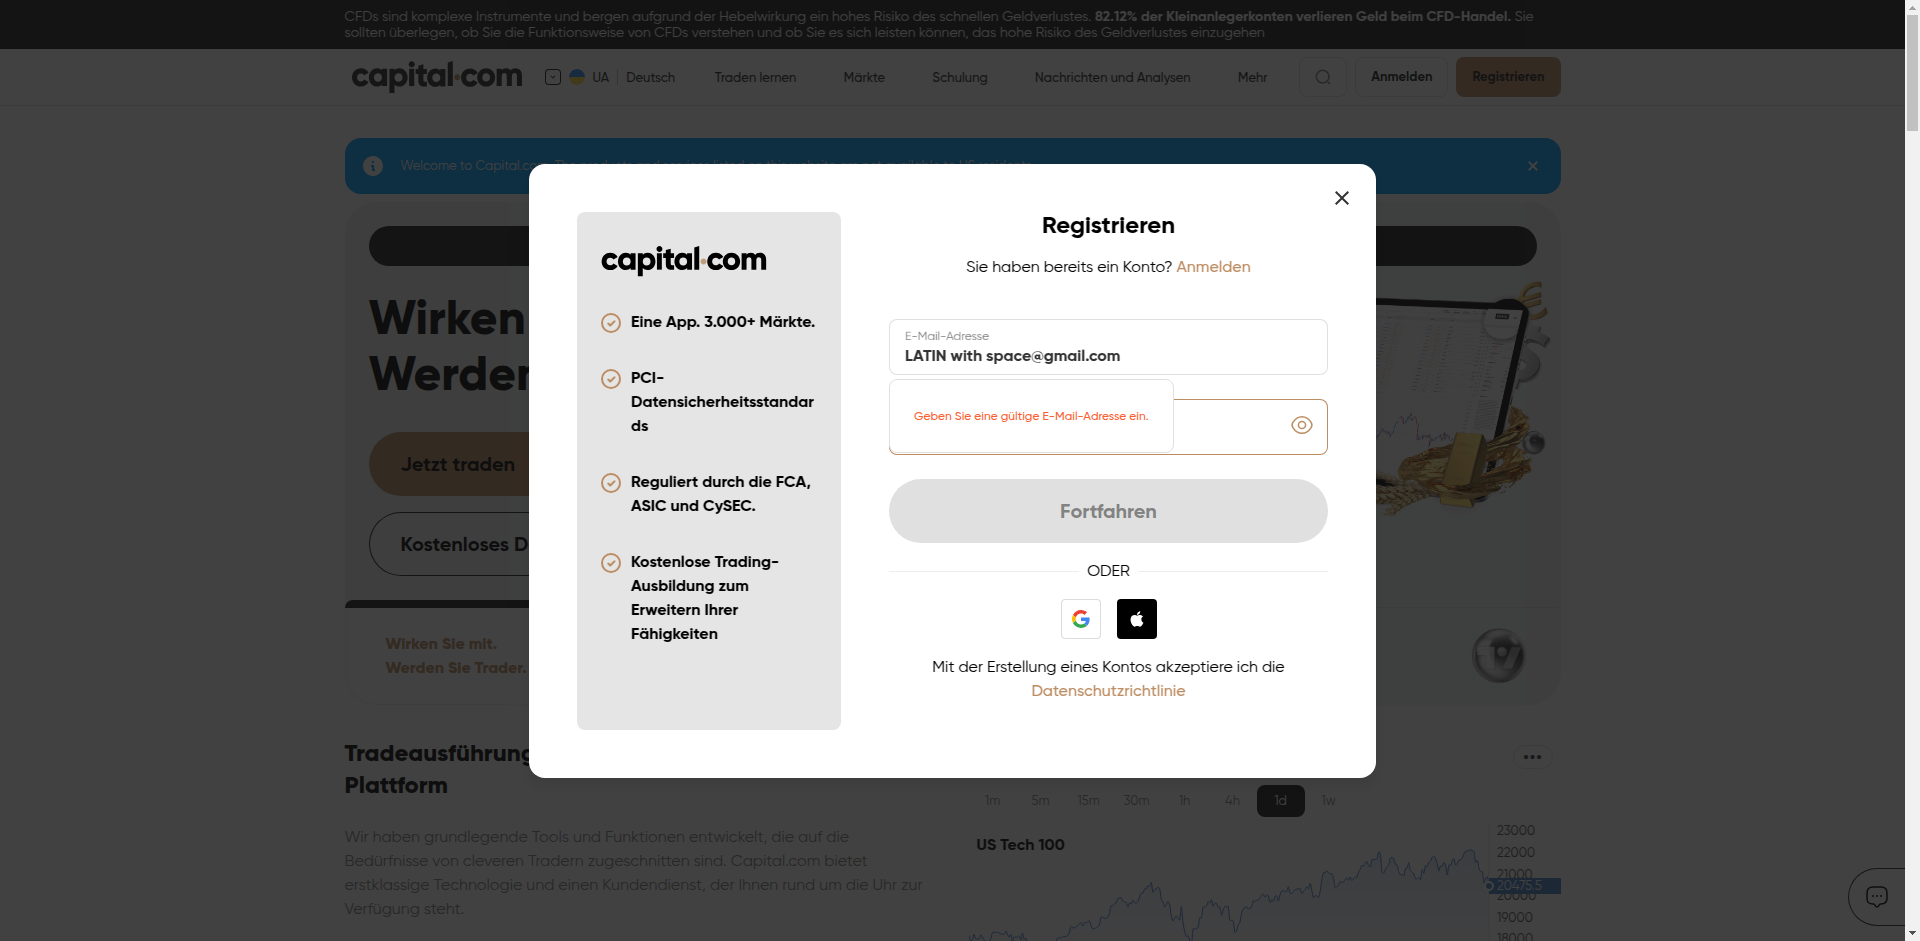 CFDs sind komplexe Instrumente und bergen aufgrund der Hebelwirkung ein hohes Risiko des schnellen Geldverlustes. 82.12% der Kleinanlegerkonten verlieren Geld beim CFD-Handel. Sie
sollten überlegen, ob Sie die Funktionsweise von CFDs verstehen und ob Sie es sich leisten können, das hohe Risiko des Geldverlustes einzugehen
capital.com
UA
Deutsch
Traden lernen
Märkte
Schulung
Nachrichten und Analysen
Mehr
Anmelden
Registrieren
Welcome to Capital.co
Wirken
Werder
Jetzt traden
Kostenloses D
Wirken Sie mit.
Werden Sie Trader.
capital.com
Eine App. 3.000+ Märkte.
PCI-
Datensicherheitsstandar
ds
Reguliert durch die FCA,
ASIC und CySEC.
Kostenlose Trading-
Ausbildung zum
Erweitern Ihrer
Fähigkeiten
Registrieren
Sie haben bereits ein Konto? Anmelden
E-Mail-Adresse
LATIN with space@gmail.com
Geben Sie eine gültige E-Mail-Adresse ein.
Fortfahren
ODER
Mit der Erstellung eines Kontos akzeptiere ich die
Datenschutzrichtlinie
Tradeausführung
Plattform
Wir haben grundlegende Tools und Funktionen entwickelt, die auf die
Bedürfnisse von cleveren Tradern zugeschnitten sind. Capital.com bietet
erstklassige Technologie und einen Kundendienst, der Ihnen rund um die Uhr zur
Verfügung steht.
1m
5m
15m
30m
1h
4h
1d
1w
US Tech 100
23000
22000
21000
20475.5
20000
19000
18000